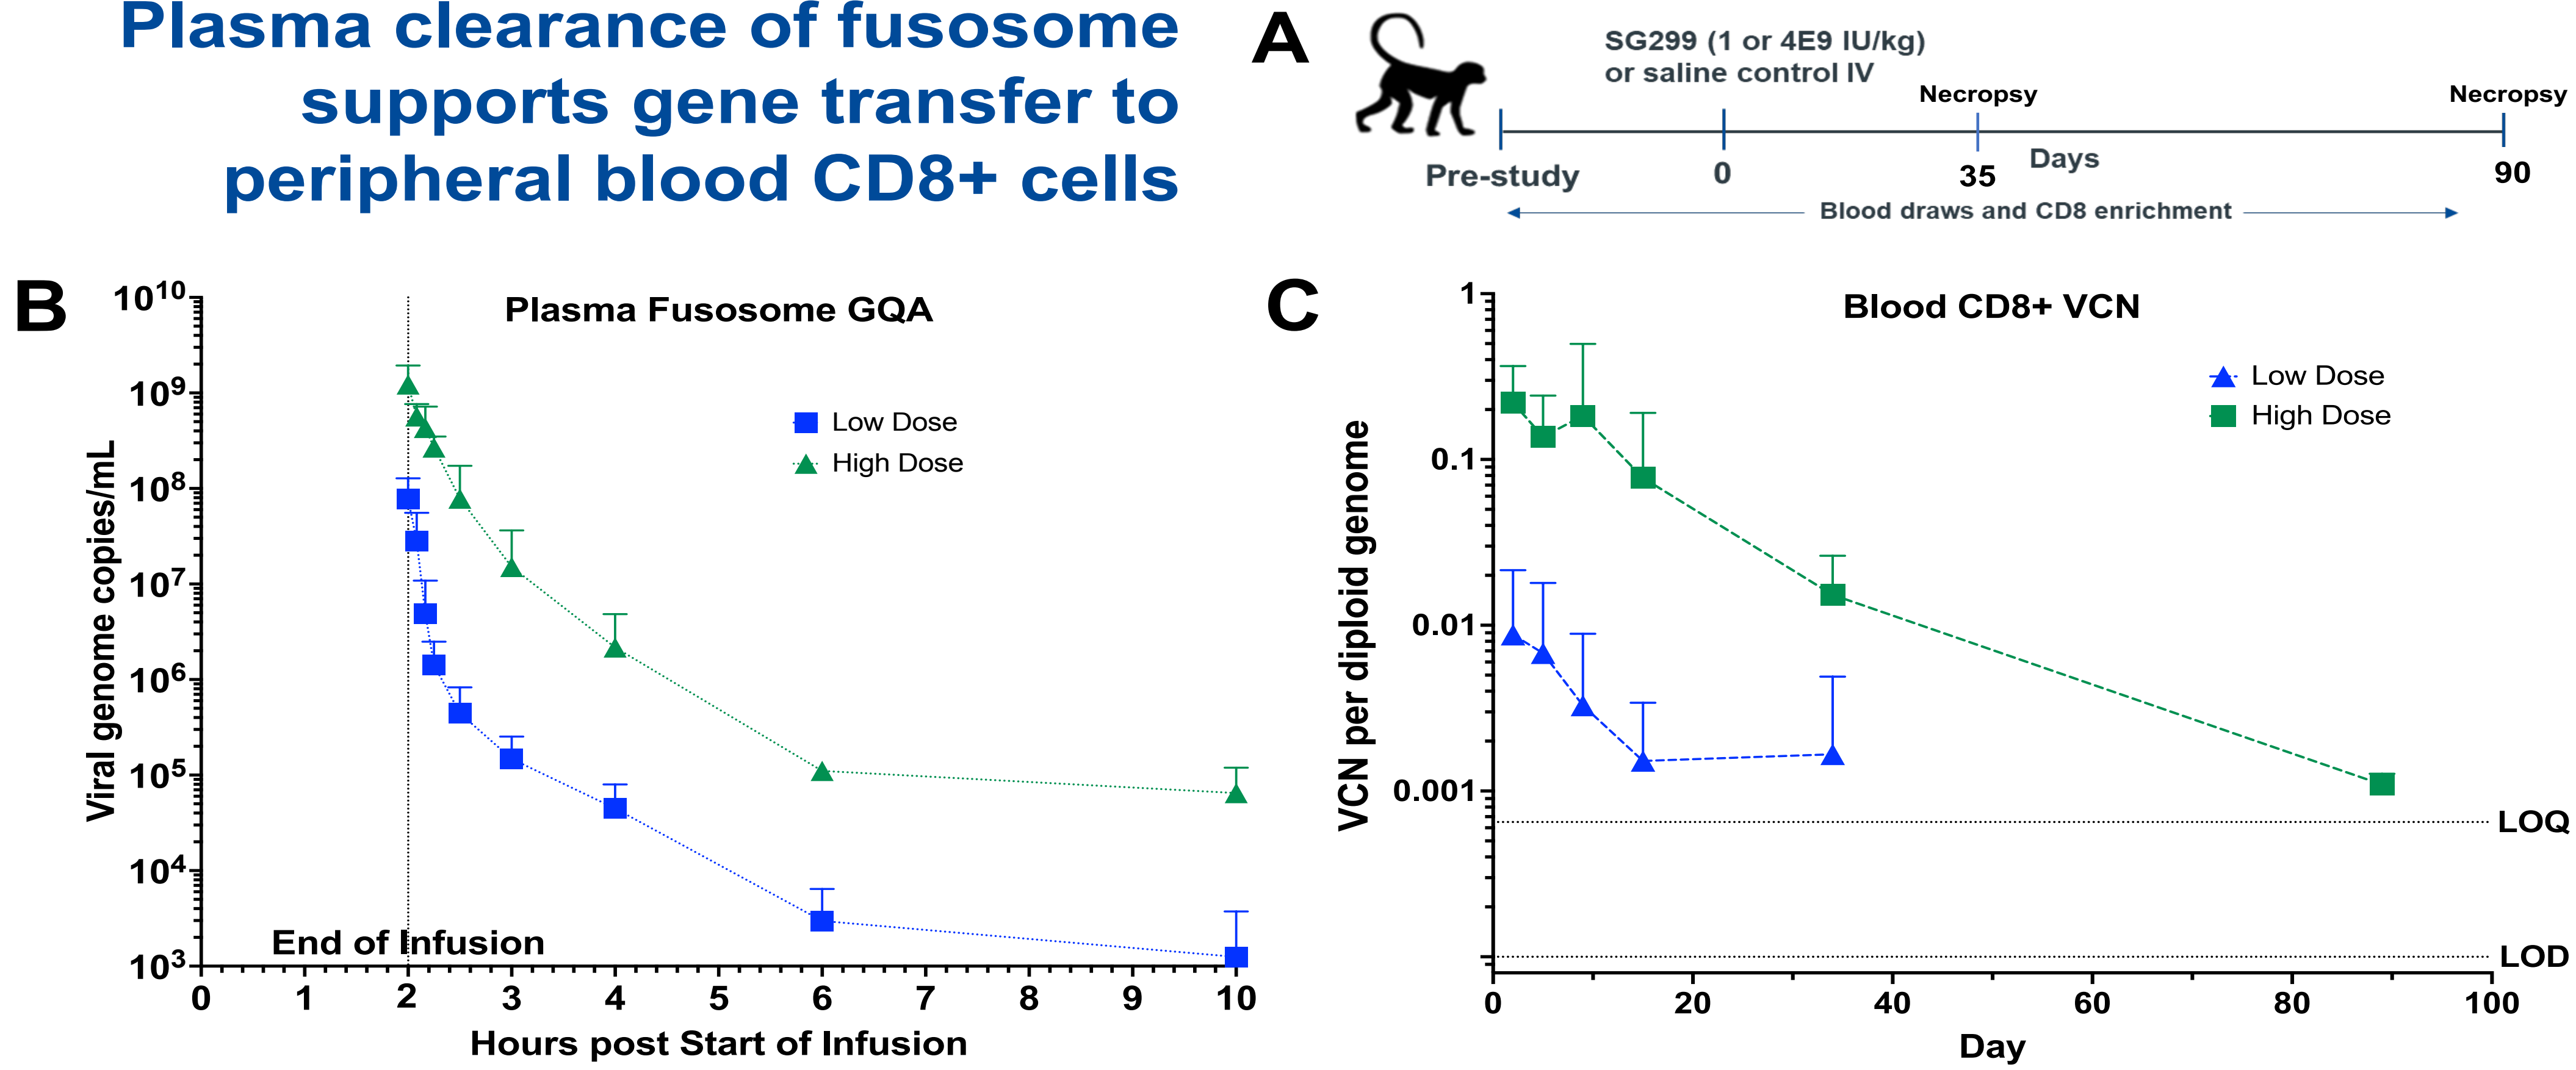 Plasma clearance of fusosome
supports gene transfer to
peripheral blood CD8+ cells
A
SG299 (1 or 4E9 IU/kg)
or saline control IV
Necropsy
Necropsy
Pre-study
0
35
Days
90
Blood draws and CD8 enrichment
B
Plasma Fusosome GQA
Viral genome copies/mL
10¹⁰
10⁹
10⁸
10⁷
10⁶
10⁵
10⁴
10³
Low Dose
High Dose
End of Infusion
0 1 2 3 4 5 6 7 8 9 10
Hours post Start of Infusion
C
Blood CD8+ VCN
VCN per diploid genome
1
0.1
0.01
0.001
Low Dose
High Dose
LOQ
LOD
0 20 40 60 80 100
Day